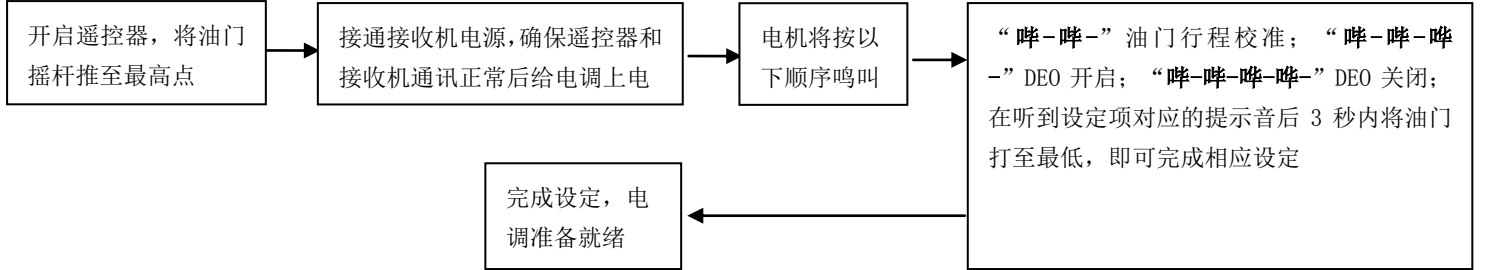 开启遥控器，将油门
摇杆推至最高点
接通接收机电源,确保遥控器和
接收机通讯正常后给电调上电
电机将按以
下顺序鸣叫
“哔-哔-”油门行程校准；“哔-哔-哔
-”DEO 开启；“哔-哔-哔-哔-”DEO 关闭；
在听到设定项对应的提示音后 3 秒内将油门
打至最低，即可完成相应设定
完成设定，电
调准备就绪